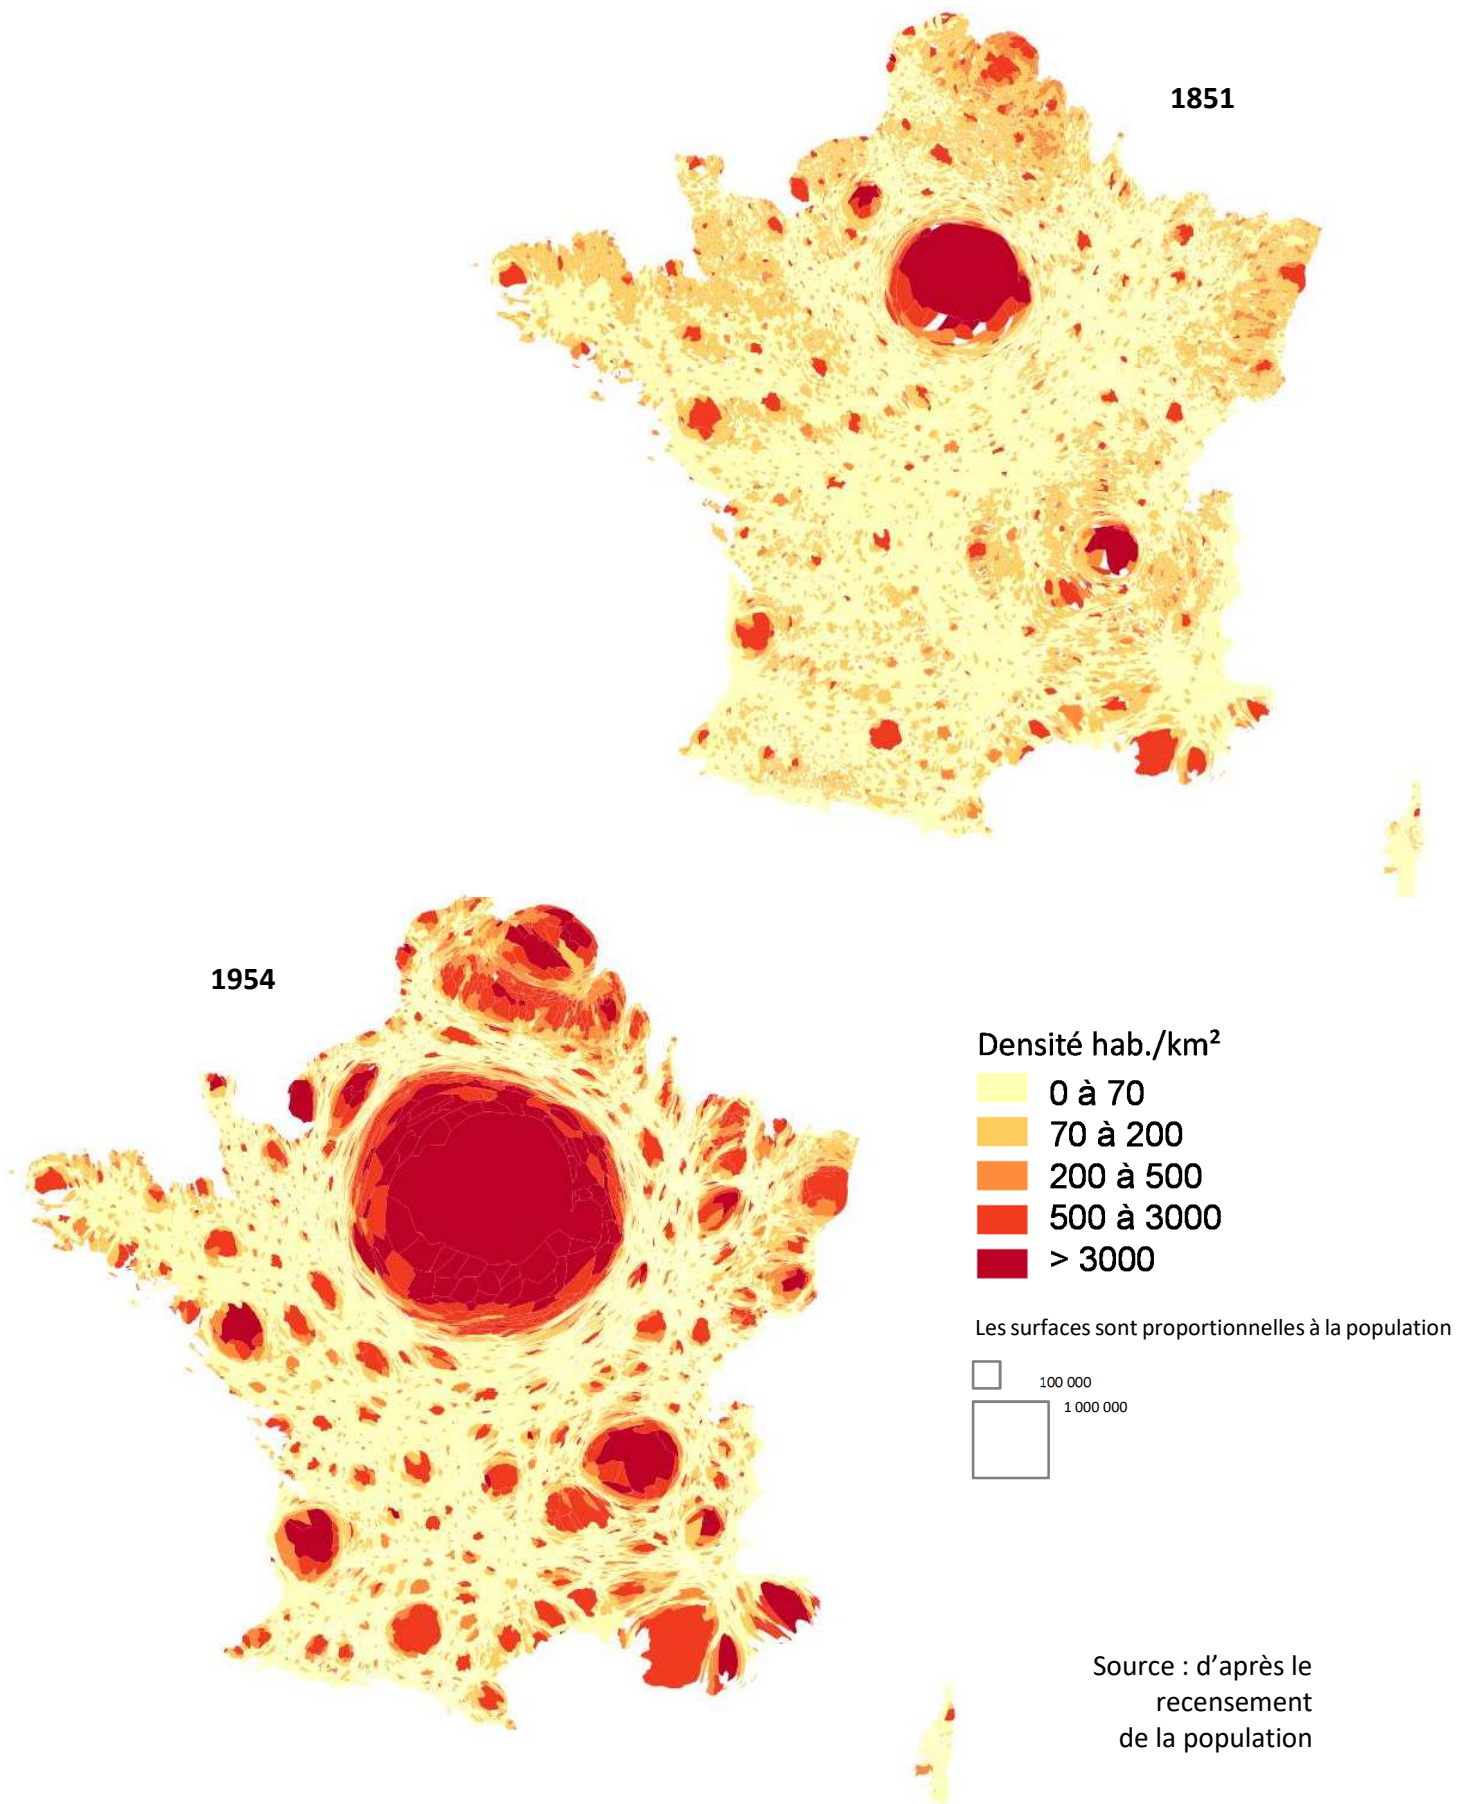 1851
1954
Densité hab./km²
0 à 70
70 à 200
200 à 500
500 à 3000
> 3000
Les surfaces sont proportionnelles à la population
100 000
1 000 000
Source : d'après le
recensement
de la population